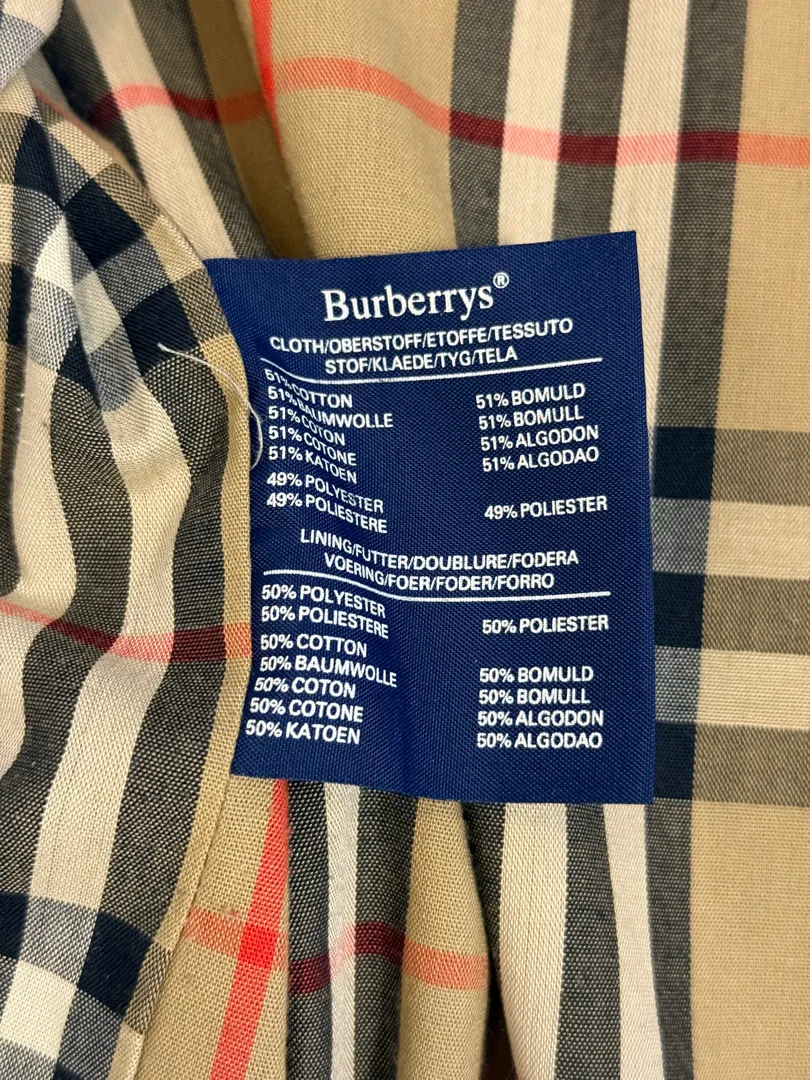 Burberrys®
CLOTH/OBERSTOFF/ETOFFE/TESSUTO
STOF/KLAEDE/TYG/TELA
51% COTTON
51% BAUMWOLLE
51% COTON
51% COTONE
51% KATOEN
49% POLYESTER
49% POLIESTERE
51% BOMULD
51% BOMULL
51% ALGODON
51% ALGODAO
49% POLIESTER
LINING/FUTTER/DOUBLURE/FODERA
VOERING/FOER/FODER/FORRO
50% POLYESTER
50% POLIESTERE
50% COTTON
50% BAUMWOLLE
50% COTON
50% COTONE
50% KATOEN
50% POLIESTER
50% BOMULD
50% BOMULL
50% ALGODON
50% ALGODAO